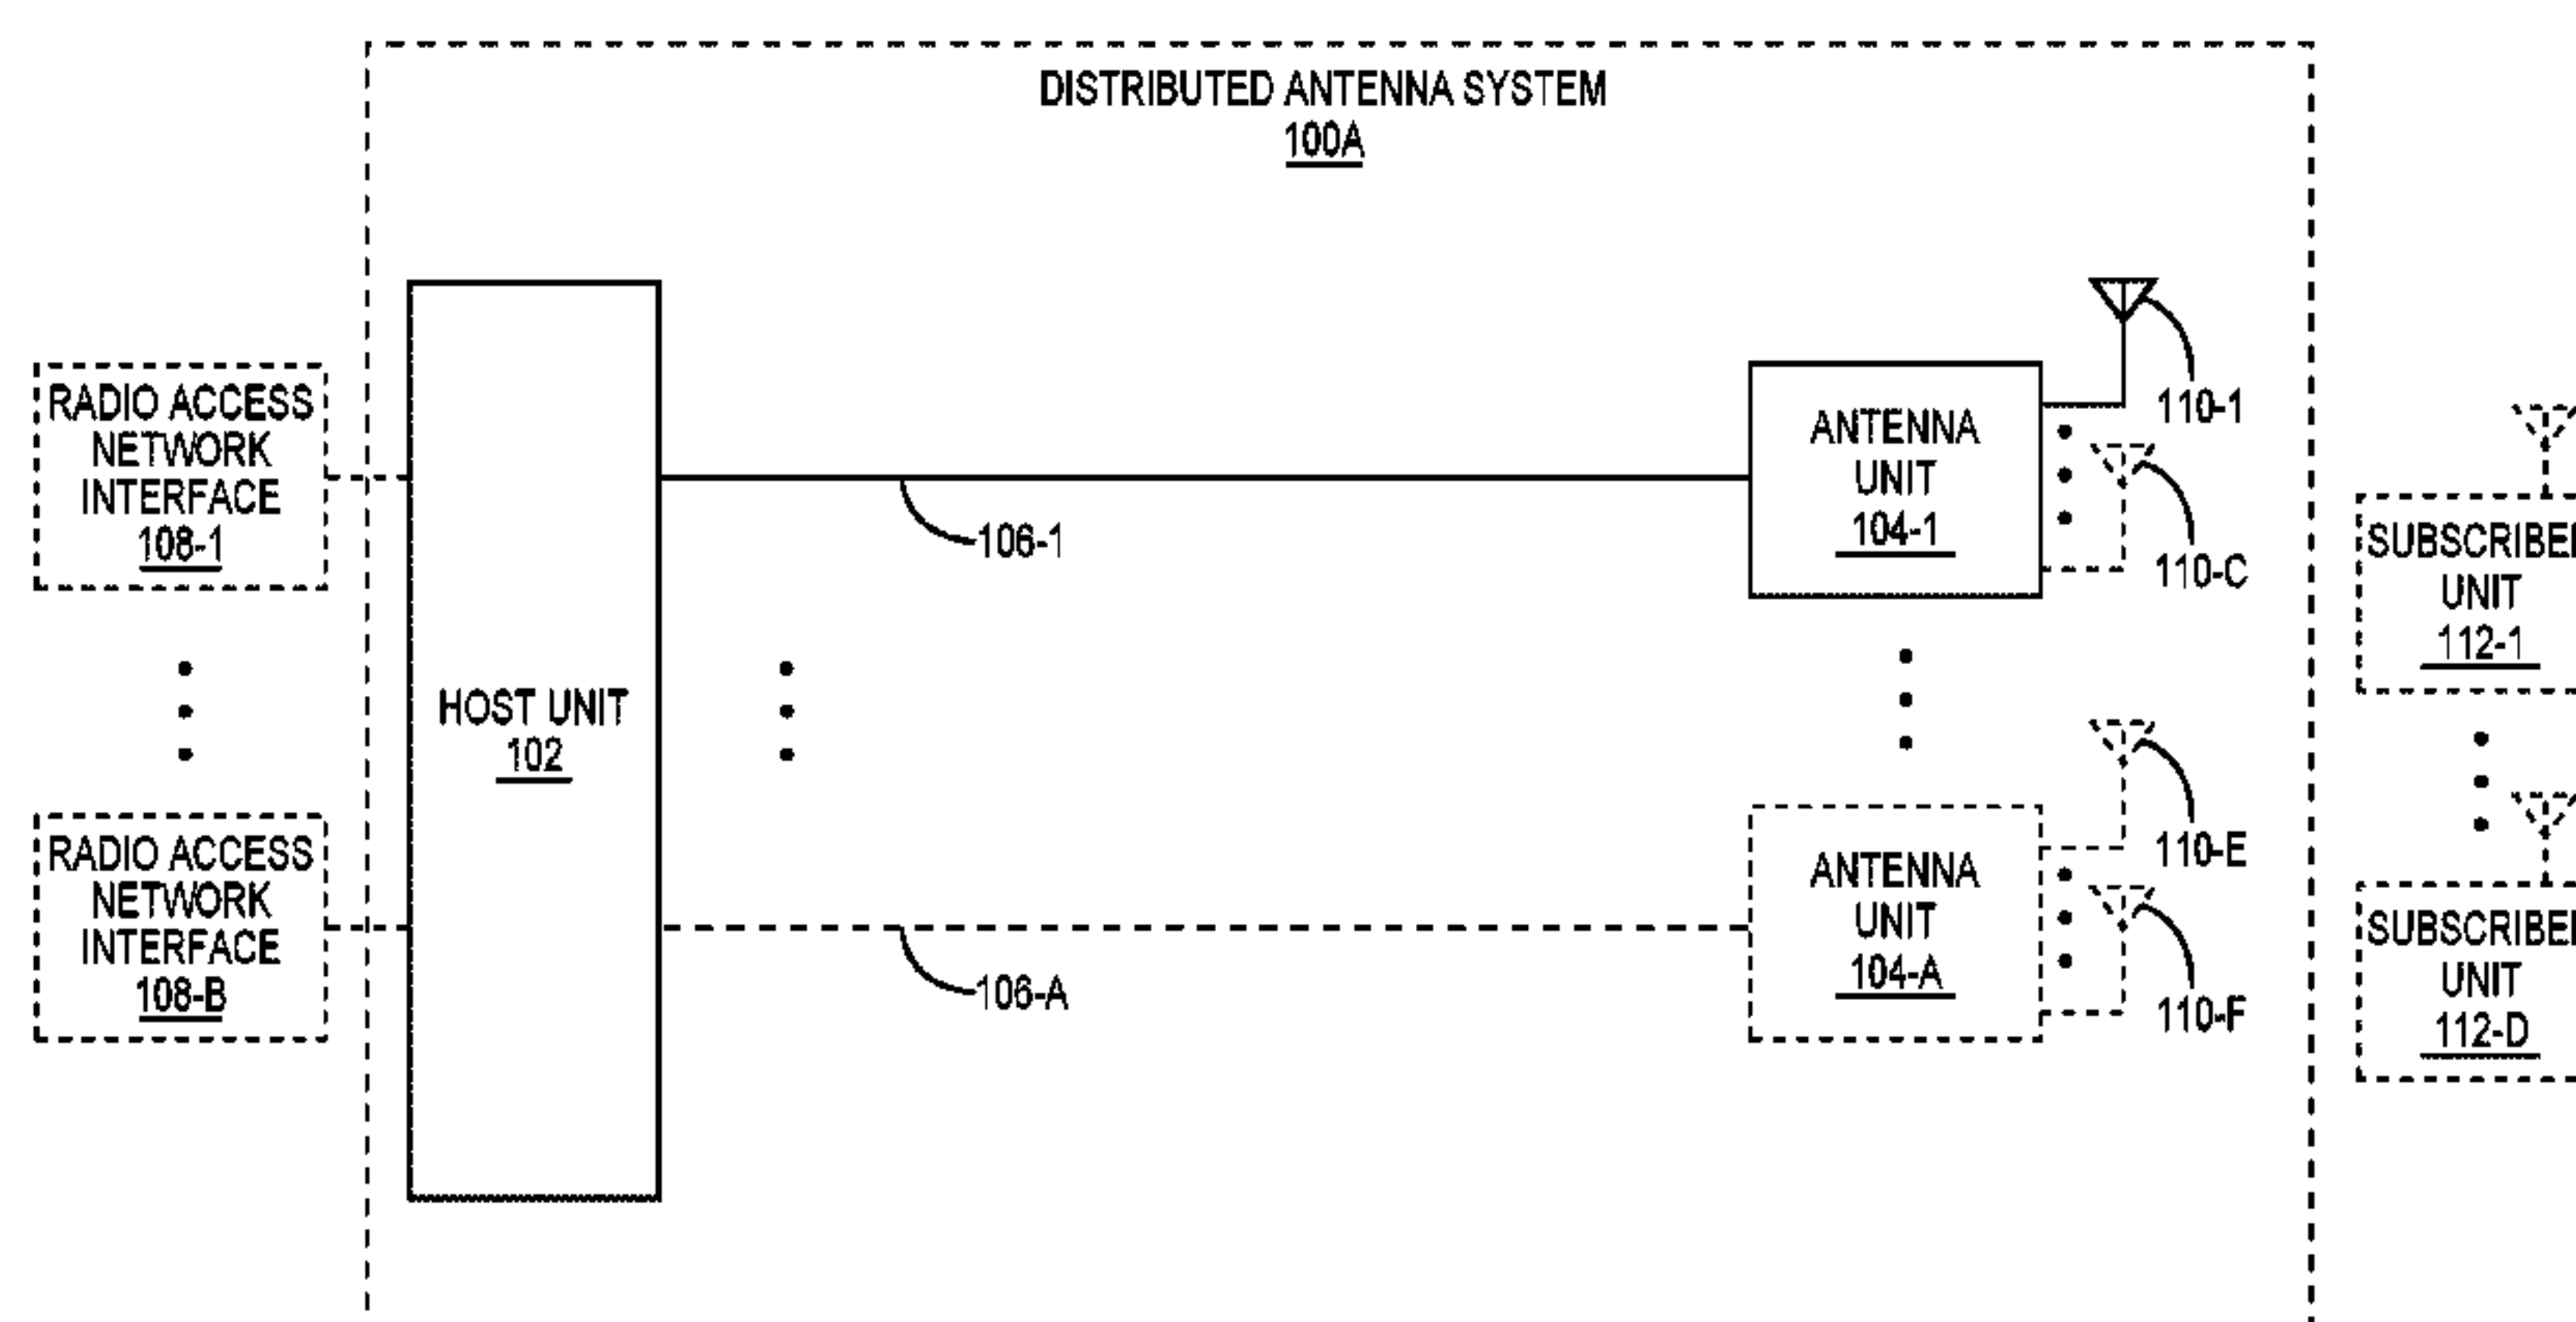 DISTRIBUTED ANTENNA SYSTEM
100A
RADIO ACCESS
NETWORK
INTERFACE
108-1
RADIO ACCESS
NETWORK
INTERFACE
108-B
HOST UNIT
102
106-1
106-A
ANTENNA
UNIT
104-1
110-1
110-C
ANTENNA
UNIT
104-A
110-E
110-F
SUBSCRIBE
UNIT
112-1
SUBSCRIBE
UNIT
112-D